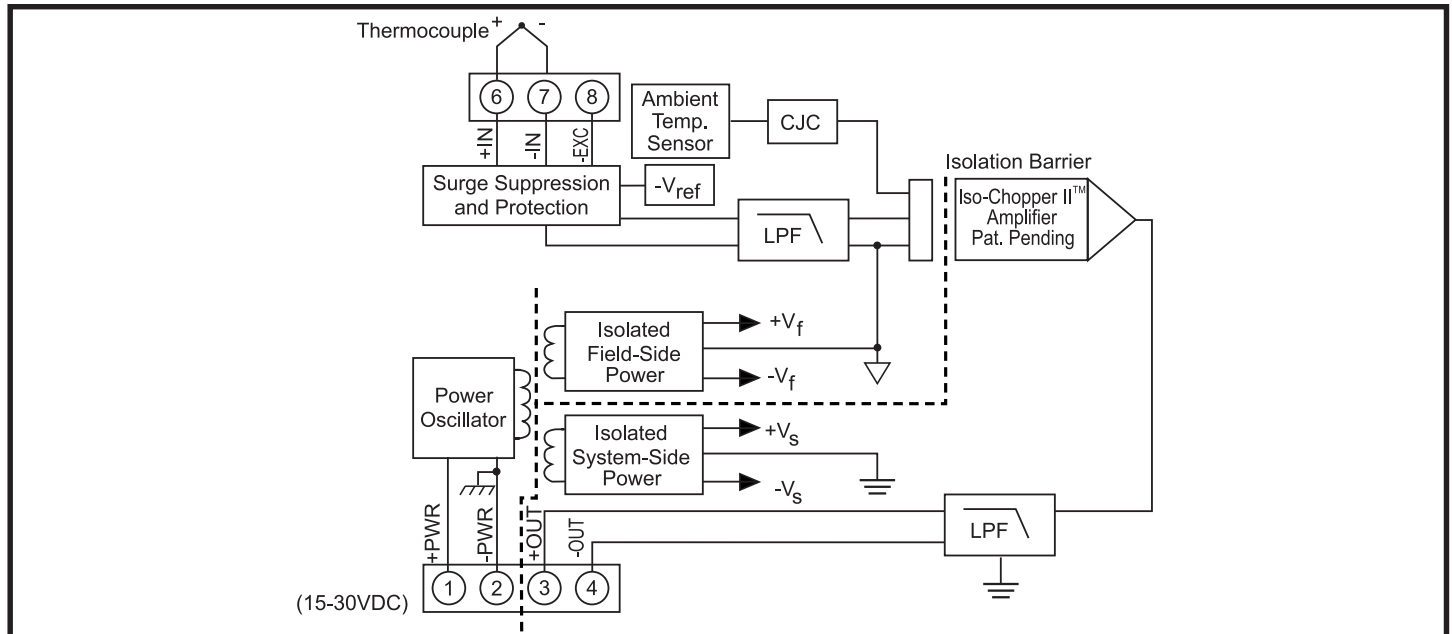 Thermocouple + -
6 7 8
+IN
-IN
-EXC
Ambient
Temp.
Sensor
CJC
Isolation Barrier
Surge Suppression
and Protection
-Vref
LPF
Iso-Chopper II™
Amplifier
Pat. Pending
Isolated
Field-Side
Power
+Vf
-Vf
Power
Oscillator
Isolated
System-Side
Power
+Vs
-Vs
+PWR
-PWR
+OUT
-OUT
LPF
1 2 3 4
(15-30VDC)